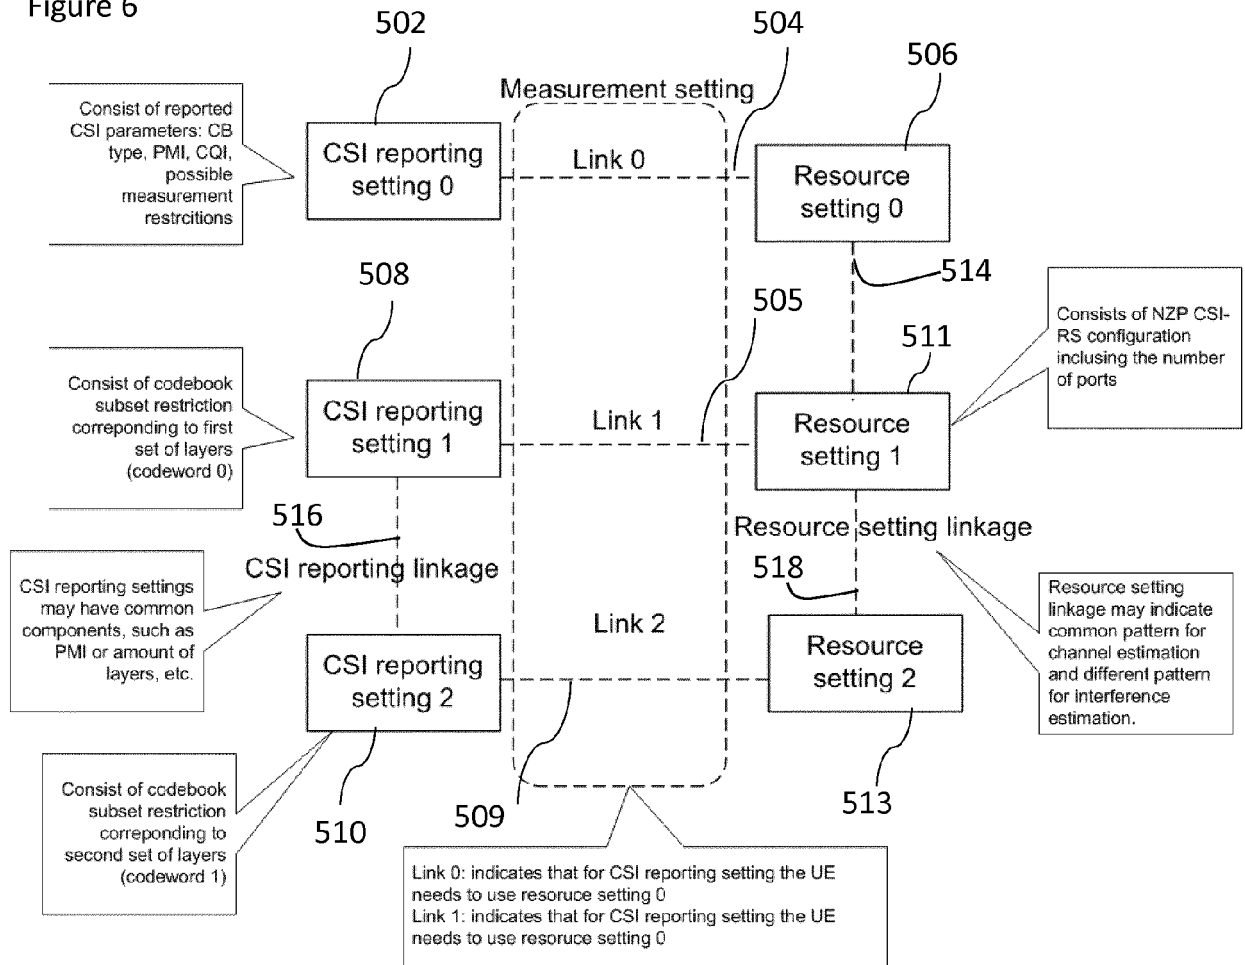 Figure 6
502
504
506
Measurement setting
Consist of reported
CSI parameters: CB
type, PMI, CQI,
possible
measurement
restrcitions
CSI reporting
setting 0
Link 0
Resource
setting 0
508
514
505
511
Consists of NZP CSI-
RS configuration
inclusing the number
of ports
Consist of codebook
subset restriction
correponding to first
set of layers
(codeword 0)
CSI reporting
setting 1
Link 1
Resource
setting 1
516
CSI reporting linkage
Resource setting linkage
518
CSI reporting settings
may have common
components, such as
PMI or amount of
layers, etc.
Link 2
Resource setting
linkage may indicate
common pattern for
channel estimation
and different pattern
for interference
estimation.
CSI reporting
setting 2
Resource
setting 2
Consist of codebook
subset restriction
correponding to
second set of layers
(codeword 1)
510
509
513
Link 0: indicates that for CSI reporting setting the UE
needs to use resoruce setting 0
Link 1: indicates that for CSI reporting setting the UE
needs to use resoruce setting 0